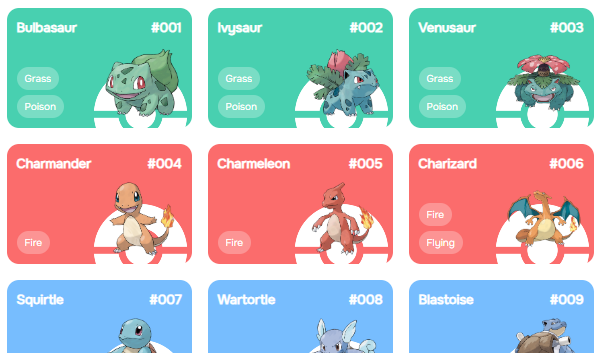 Bulbasaur #001
Grass
Poison
Ivysaur #002
Grass
Poison
Venusaur #003
Grass
Poison
Charmander #004
Fire
Charmeleon #005
Fire
Charizard #006
Fire
Flying
Squirtle #007
Wartortle #008
Blastoise #009